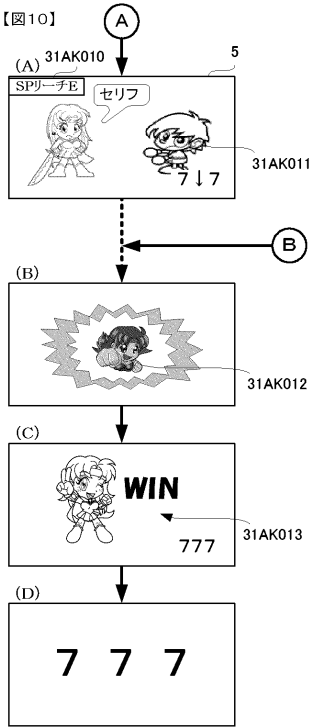 【図１０】
A
(A)
31AK010
5
SPリーチE
セリフ
31AK011
7↓7
B
(B)
31AK012
(C)
WIN
777
31AK013
(D)
7 7 7